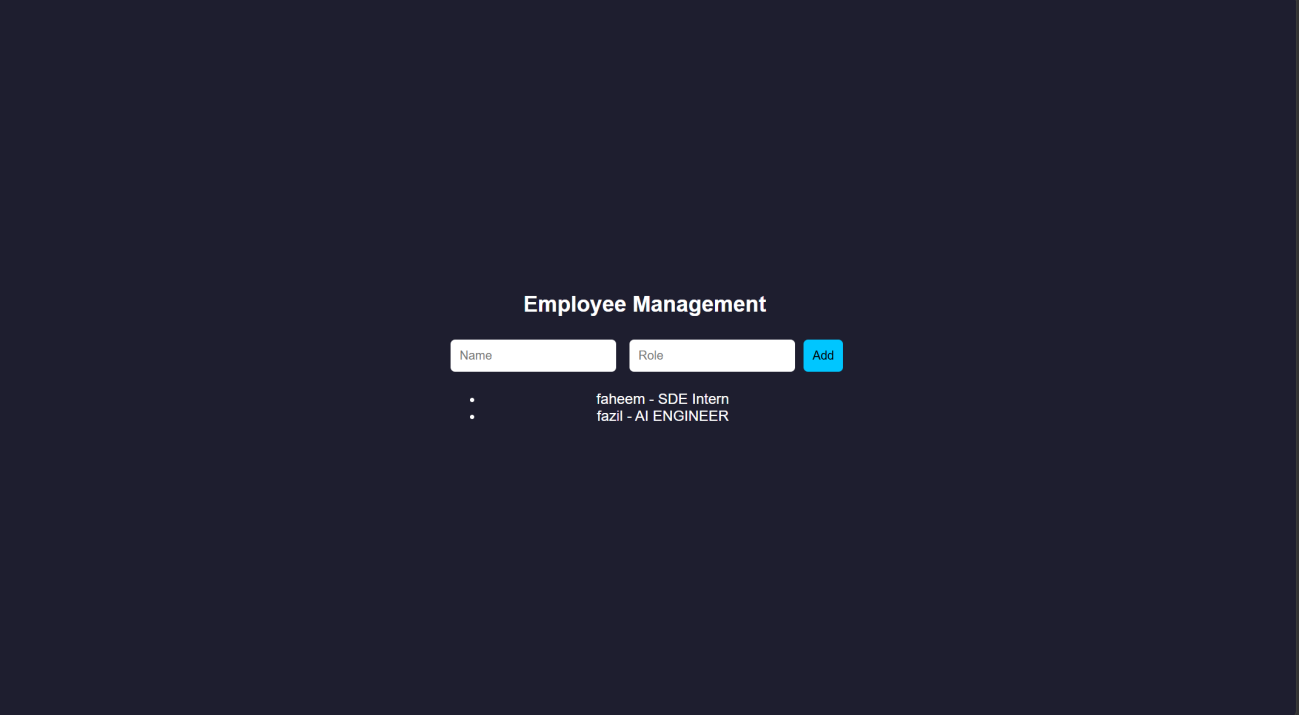 Employee Management
Name Role Add
faheem - SDE Intern
fazil - AI ENGINEER